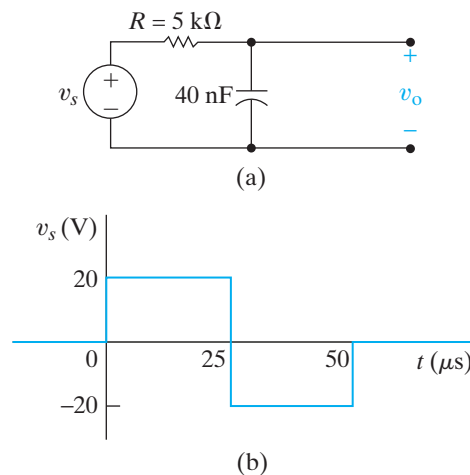 R = 5 kΩ
+
−
v_s
40 nF
+
v_o
−
(a)
v_s (V)
20
0
25
50
t (μs)
−20
(b)